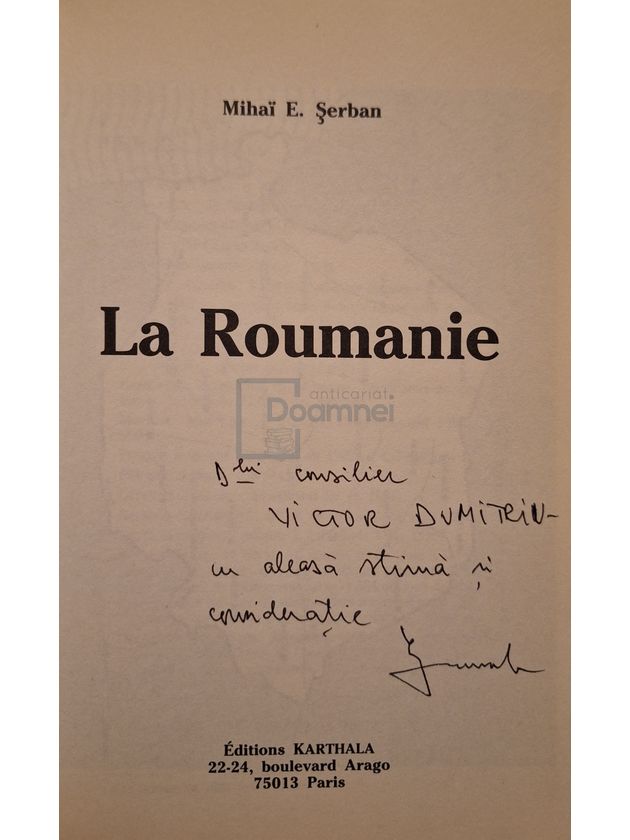 Mihaï E. Şerban
La Roumanie
anticariat
Doamnei
Dlui consilier
VICTOR DUMITRIU-
cu aleasă stimă și
considerație
Éditions KARTHALA
22-24, boulevard Arago
75013 Paris